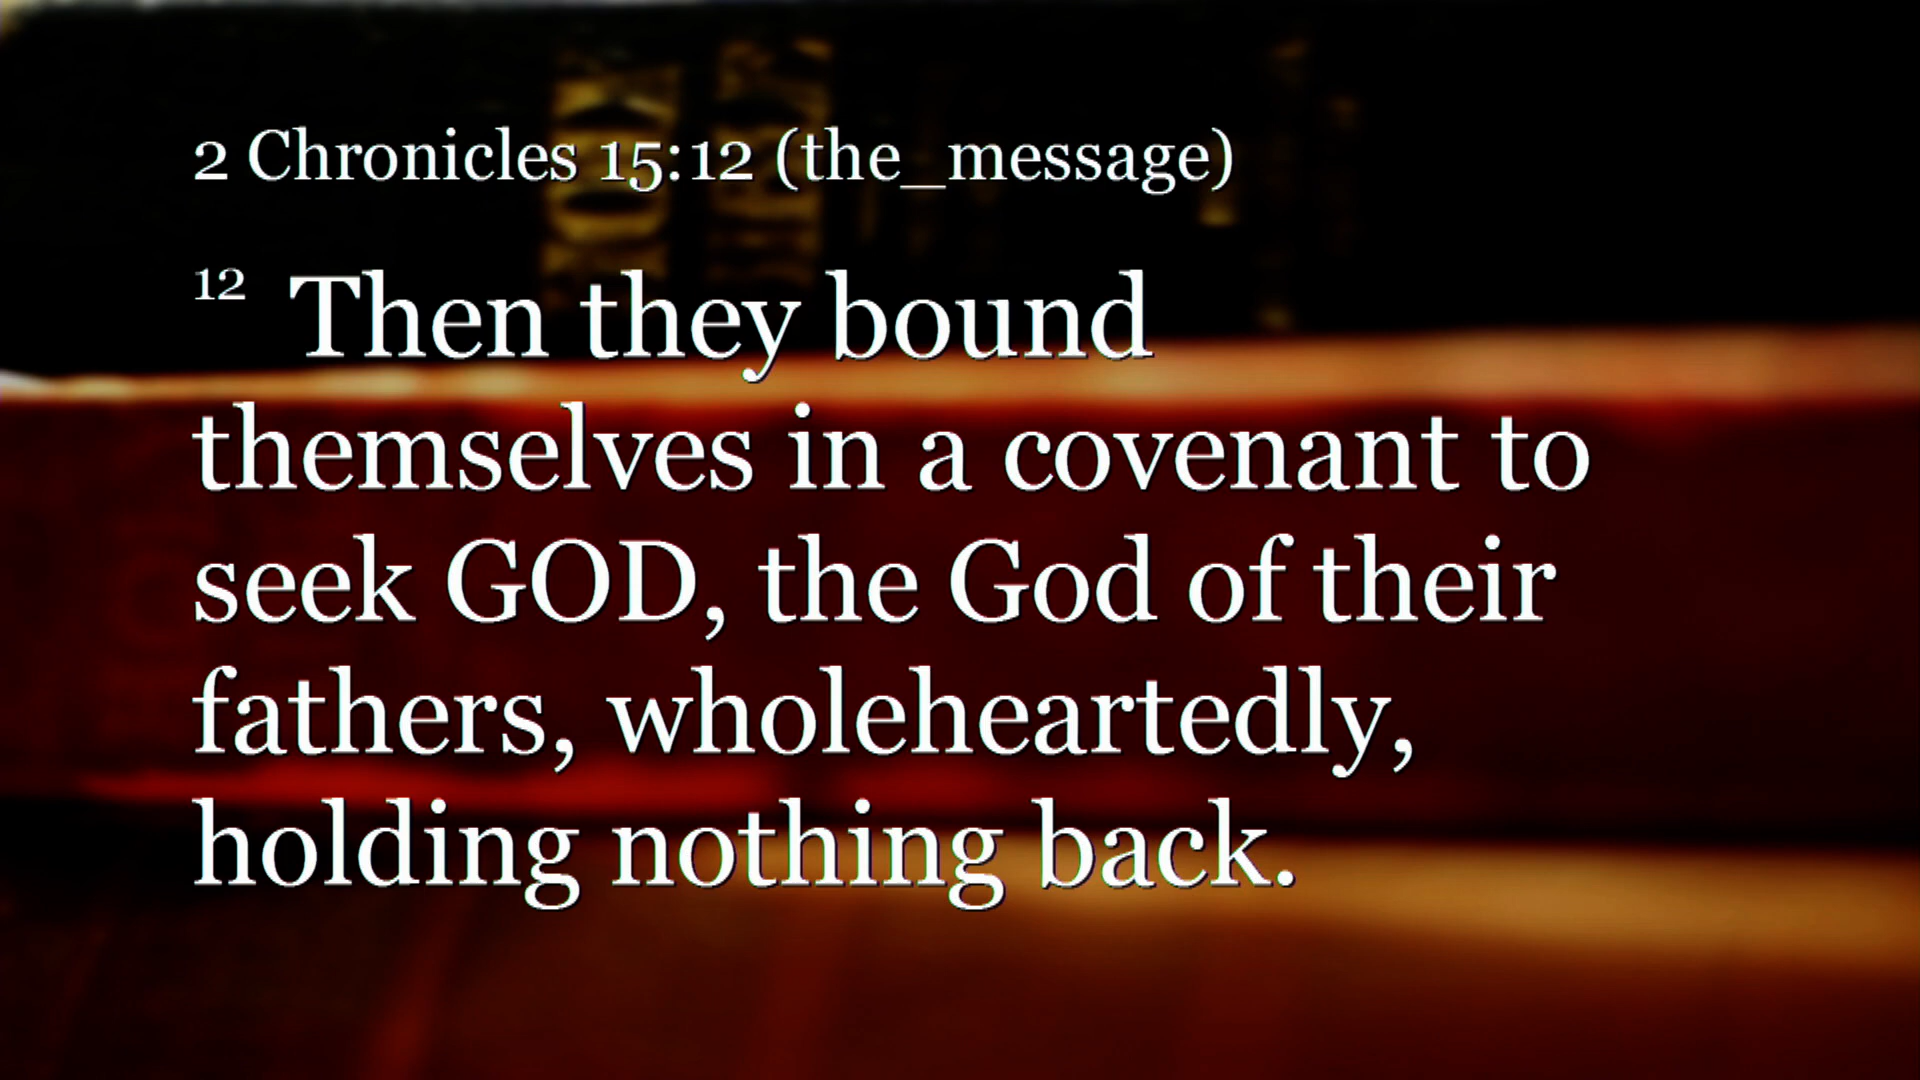 2 Chronicles 15:12 (the_message)
12 Then they bound
themselves in a covenant to
seek GOD, the God of their
fathers, wholeheartedly,
holding nothing back.